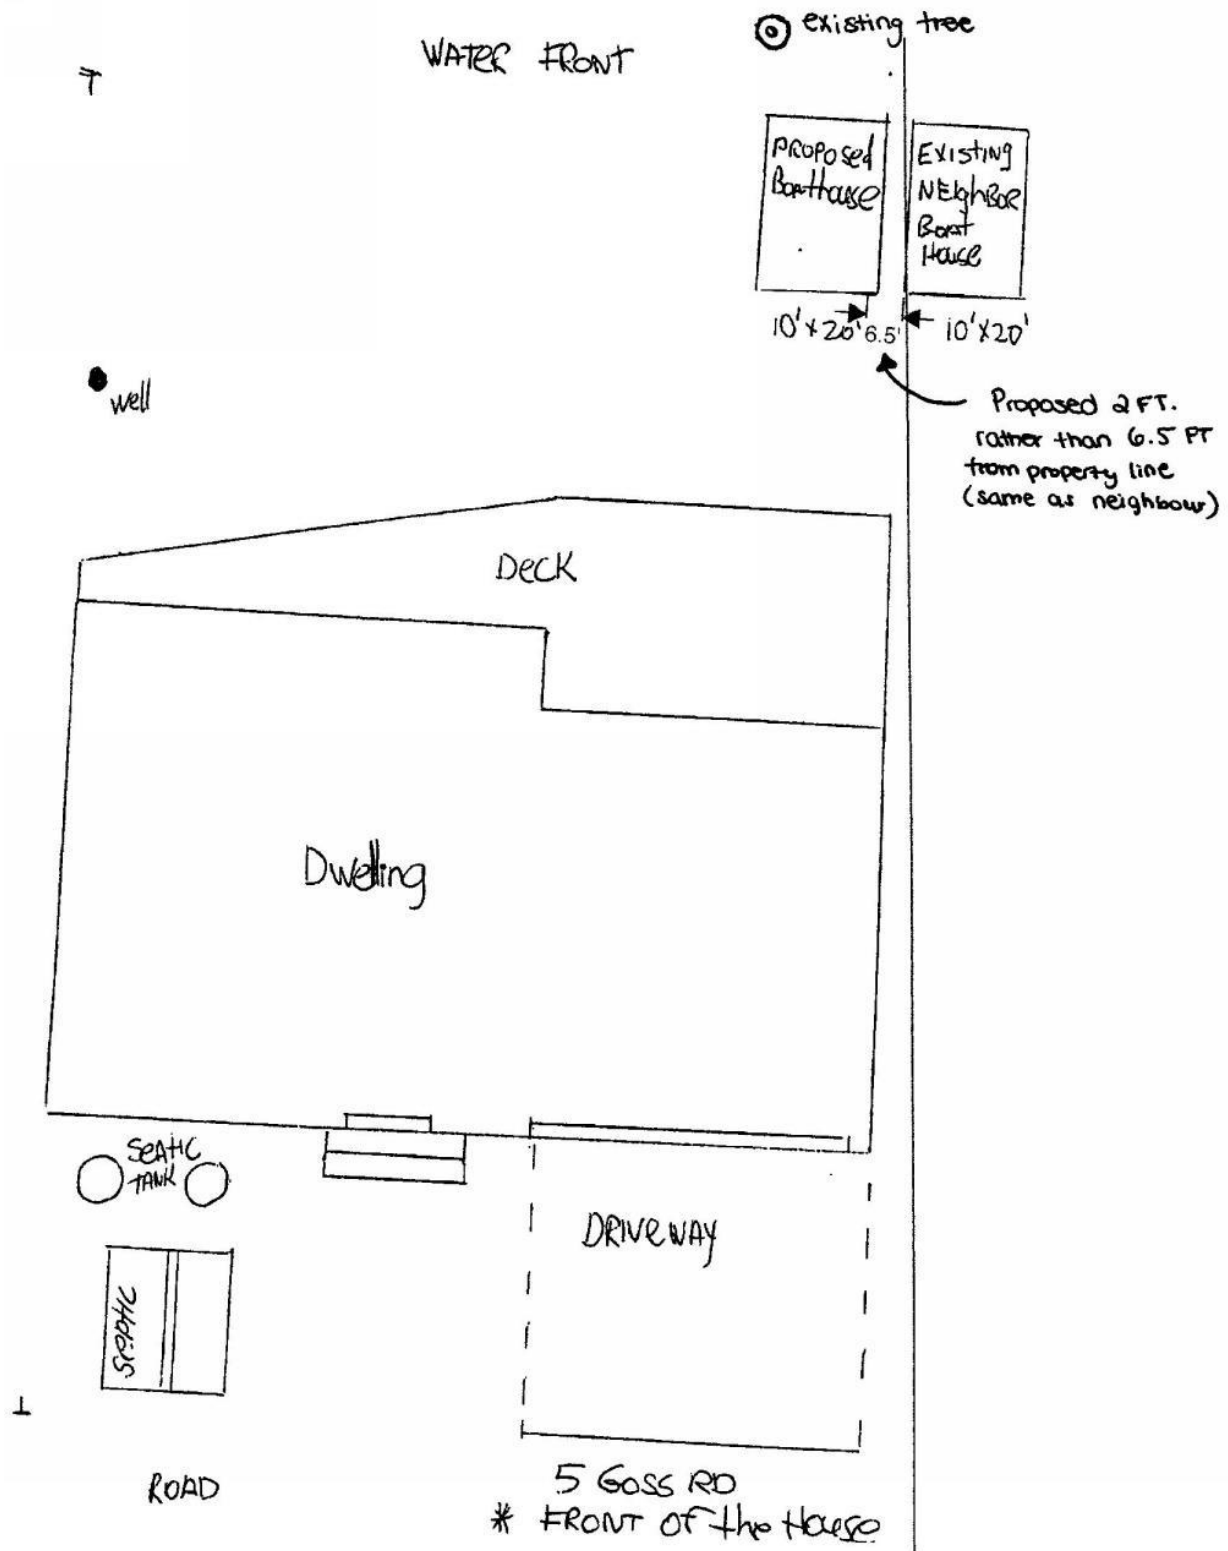 existing tree
WATER FRONT
PROPOSED
BOATHOUSE
EXISTING
NEIGHBOR
BOAT
HOUSE
10'X20'
6.5'
10'X20'
well
Proposed 2 FT.
rather than 6.5 FT
from property line
(same as neighbour)
DECK
Dwelling
SEPTIC
TANK
DRIVEWAY
SEPTIC
ROAD
5 GOSS RD
* FRONT OF the House